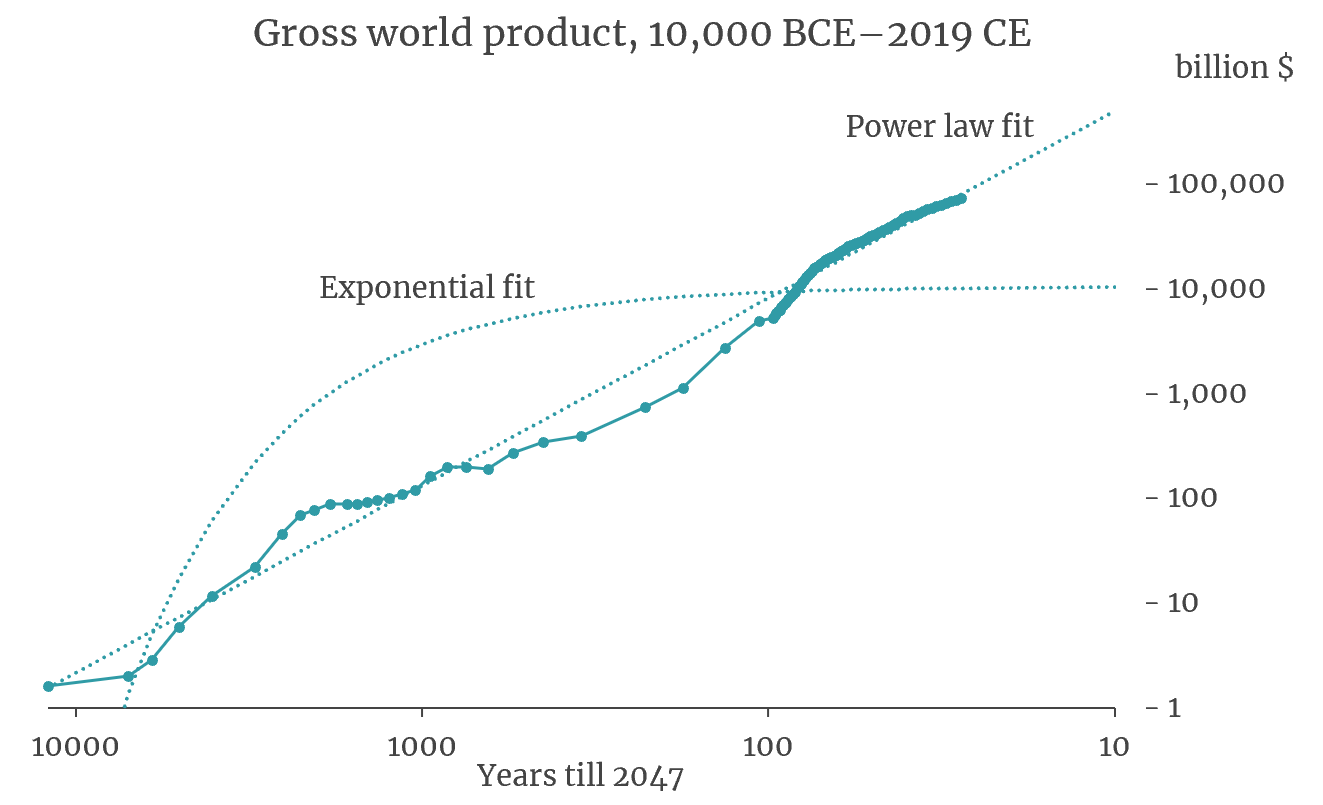 Gross world product, 10,000 BCE–2019 CE
billion $
Power law fit
– 100,000
Exponential fit
– 10,000
– 1,000
– 100
– 10
– 1
10000 1000 100 10
Years till 2047